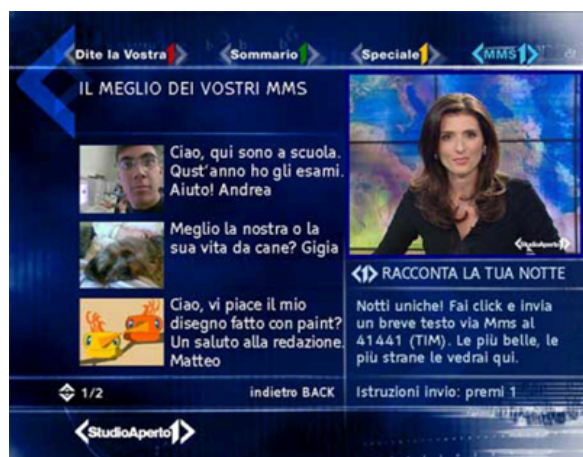 Dite la Vostra
Sommario
Speciale
MMS
IL MEGLIO DEI VOSTRI MMS
Ciao, qui sono a scuola.
Qust'anno ho gli esami.
Aiuto! Andrea
Meglio la nostra o la
sua vita da cane? Gigia
Ciao, vi piace il mio
disegno fatto con paint?
Un saluto alla redazione.
Matteo
StudioAperto1
RACCONTA LA TUA NOTTE
Notti uniche! Fai click e invia
un breve testo via Mms al
41441 (TIM). Le più belle, le
più strane le vedrai qui.
1/2
indietro BACK
Istruzioni invio: premi 1
StudioAperto1